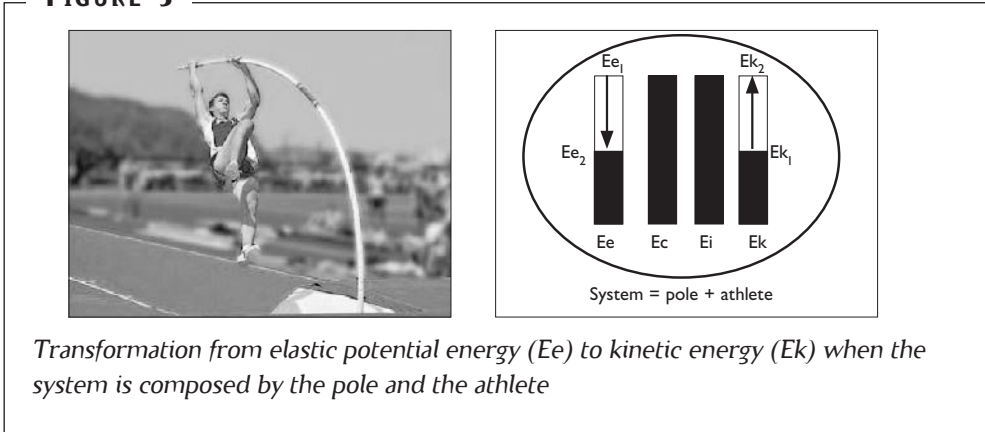 FIGURE 5
Ee1 Ek2
Ee2 Ek1
Ee Ec Ei Ek
System = pole + athlete
Transformation from elastic potential energy (Ee) to kinetic energy (Ek) when the
system is composed by the pole and the athlete